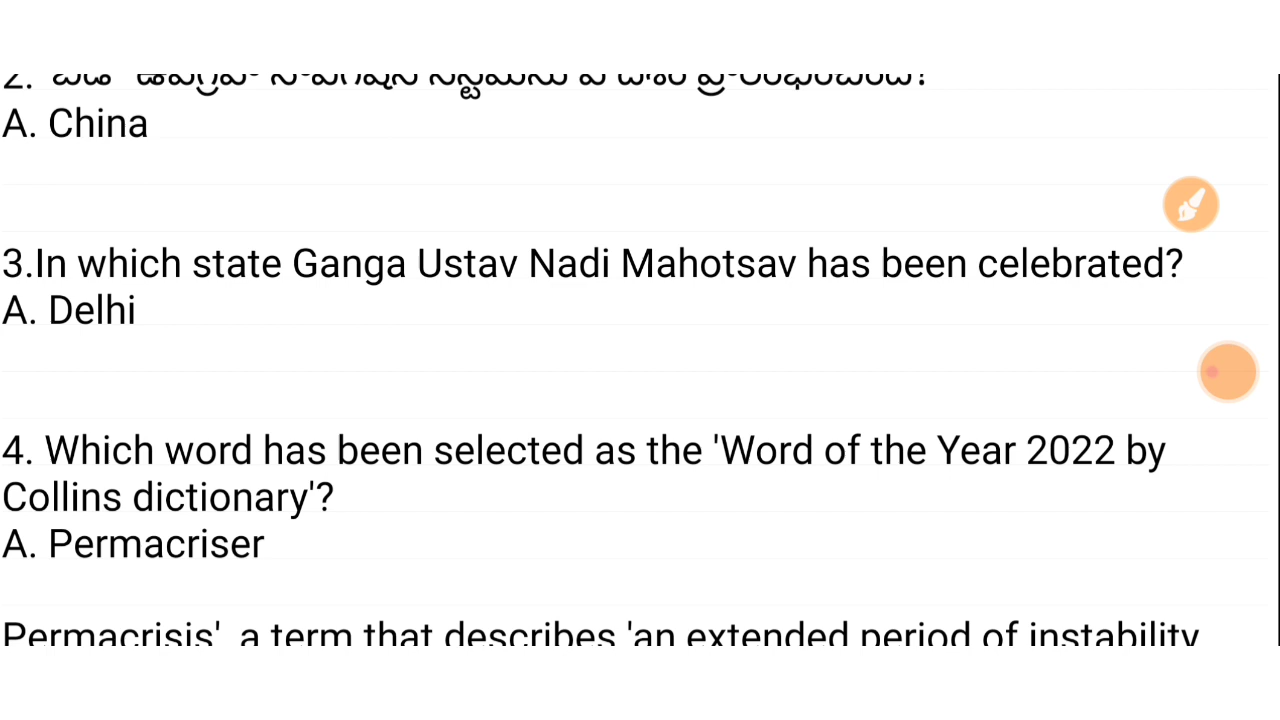 2.
A. China
3.In which state Ganga Ustav Nadi Mahotsav has been celebrated?
A. Delhi
4. Which word has been selected as the 'Word of the Year 2022 by
Collins dictionary'?
A. Permacriser
Permacrisis', a term that describes 'an extended period of instability